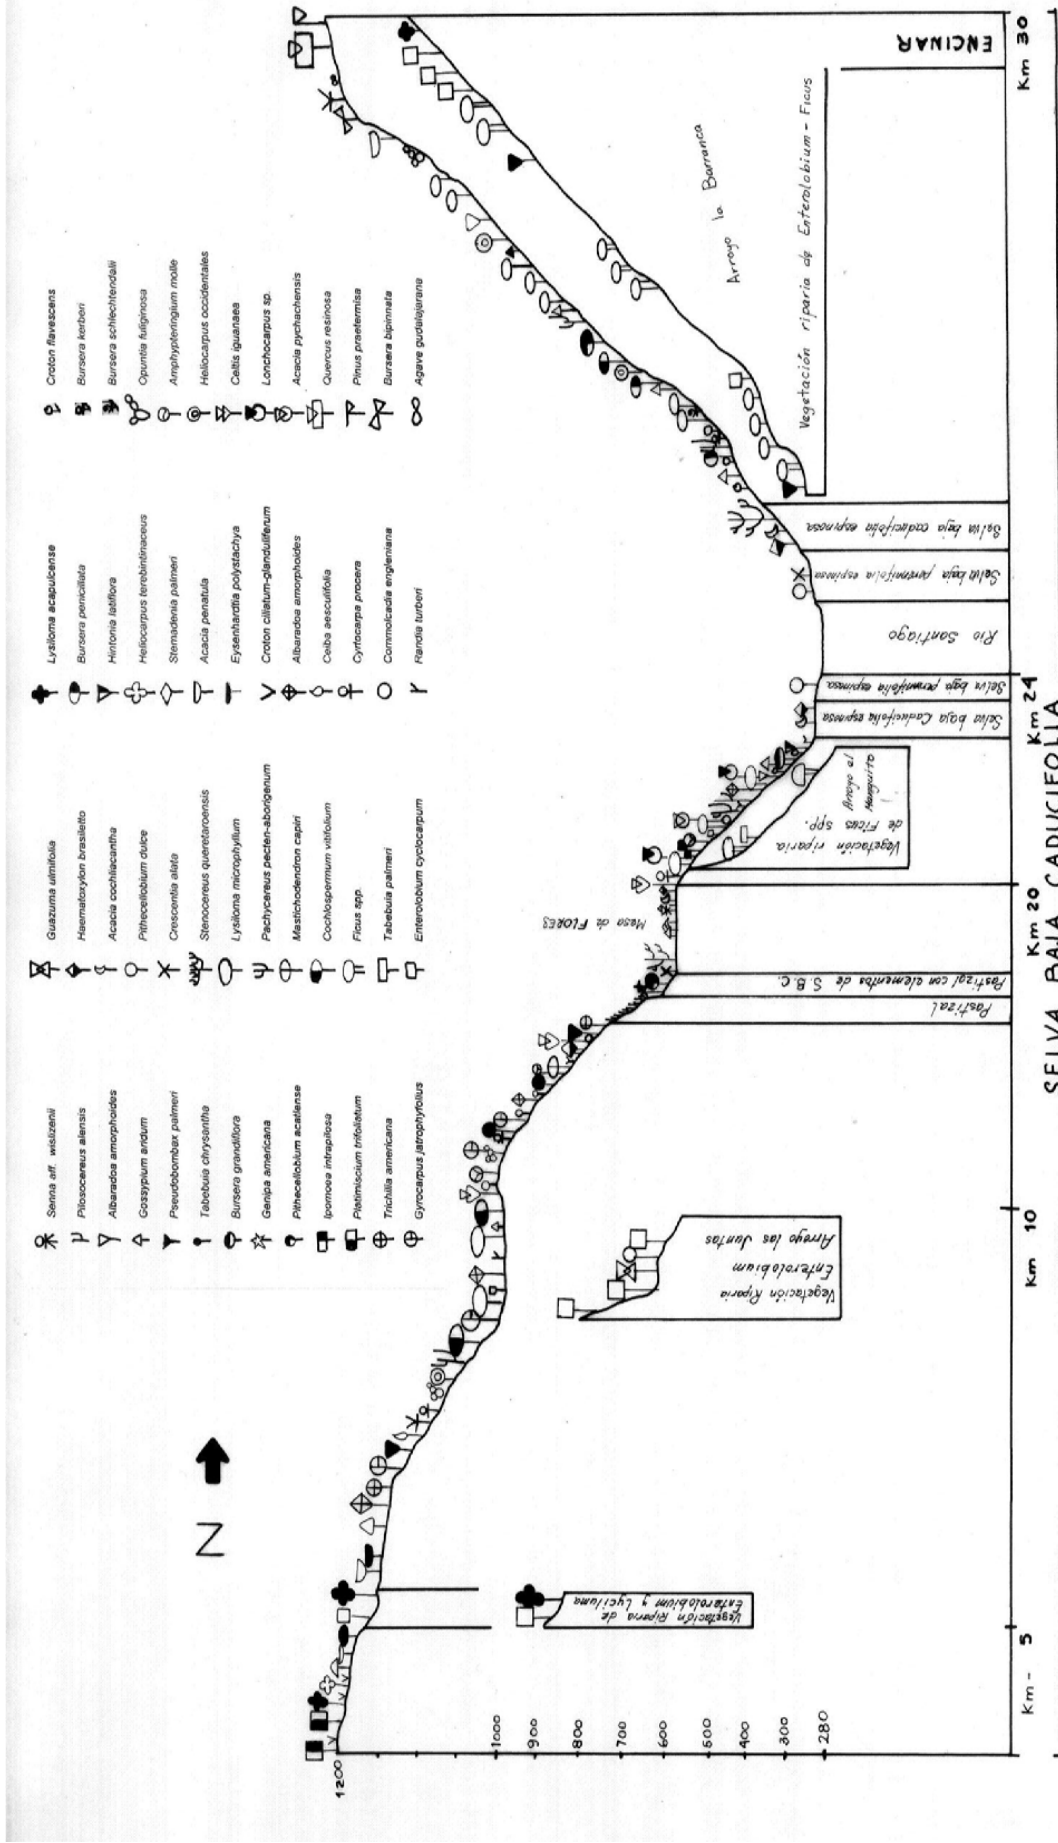 Senna aff. wislizenii
Pilosocereus alensis
Albaradoa amorphoides
Gossypium aridum
Pseudobombax palmeri
Tabebuia chrysantha
Bursera grandiflora
Genipa americana
Pithecellobium acatlense
Ipomoea intrapilosa
Platimiscium trifoliatum
Trichilia americana
Gyrocarpus jatrophyfolius
Guazuma ulmifolia
Haematoxylon brasiletto
Acacia cochliacantha
Pithecellobium dulce
Crescentia alata
Stenocereus queretaroensis
Lysiloma microphyllum
Pachycereus pecten-aborigenum
Mastichodendron capiri
Cochlospermum vitifolium
Ficus spp.
Tabebuia palmeri
Enterolobium cyclocarpum
Lysiloma acapulcense
Bursera penicillata
Hintonia latiflora
Heliocarpus terebintinaceus
Stemadenia palmeri
Acacia penatula
Eysenhardtia polystachya
Croton ciliatum-glanduliferum
Albaradoa amorphoides
Ceiba aesculifolia
Cyrtocarpa procera
Commolcadia engleniana
Randia turberi
Croton flavescens
Bursera kerberi
Bursera schlechtendalii
Opuntia fuliginosa
Amphypteringium molle
Heliocarpus occidentales
Celtis iguanaea
Lonchocarpus sp.
Acacia pychachensis
Quercus resinosa
Pinus praetermisa
Bursera bipinnata
Agave gudalajarana
N
1200
1000
900
800
700
600
500
400
300
280
Vegetación Riparia de
Enterolobium y Lyciluma
Vegetación Riparia
Enterolobium
Arroyo las Juntas
Pastizal
Pastizal con elementos de S.B.C.
Mesa de FLORES
Vegetación riparia
de Ficus spp.
Arroyo el
Manguito
Selva baja Caducifolia espinosa
Selva baja perennifolia espinosa
Rio Santiago
Selva baja perennifolia espinosa
Selva baja caducifolia espinosa
Arroyo la Barranca
Vegetación riparia de Enterolobium - Ficus
ENCINAR
Km - 5
Km 10
Km 20
Km 24
Km 30
SELVA BAJA CADUCIFOLIA